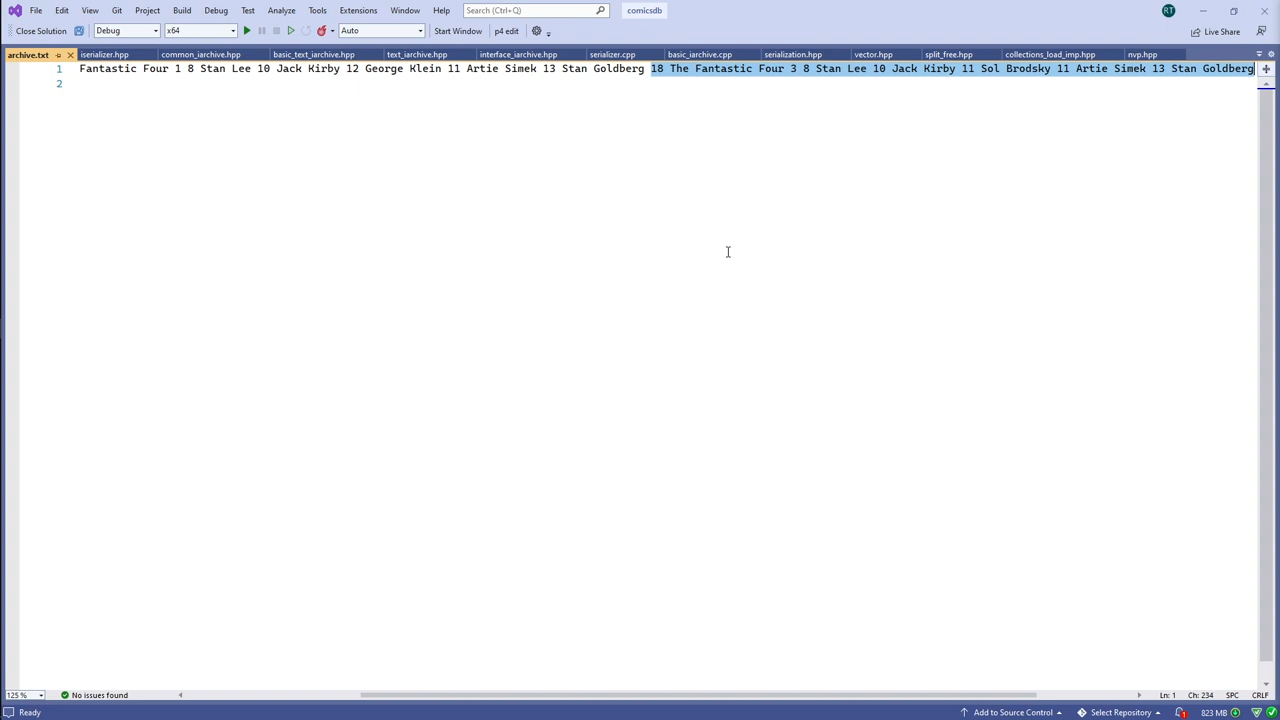 File Edit View Git Project Build Debug Test Analyze Tools Extensions Window Help Search (Ctrl+Q) comicsdb RT
Close Solution Debug x64 Auto Start Window p4 edit Live Share
archive.txt iserializer.hpp common_iarchive.hpp basic_text_iarchive.hpp text_iarchive.hpp interface_iarchive.hpp serializer.cpp basic_iarchive.cpp serialization.hpp vector.hpp split_free.hpp collections_load_imp.hpp nvp.hpp
1 Fantastic Four 1 8 Stan Lee 10 Jack Kirby 12 George Klein 11 Artie Simek 13 Stan Goldberg 18 The Fantastic Four 3 8 Stan Lee 10 Jack Kirby 11 Sol Brodsky 11 Artie Simek 13 Stan Goldberg
2
125 % No issues found Ln: 1 Ch: 234 SPC CRLF
Ready Add to Source Control Select Repository 1 823 MB